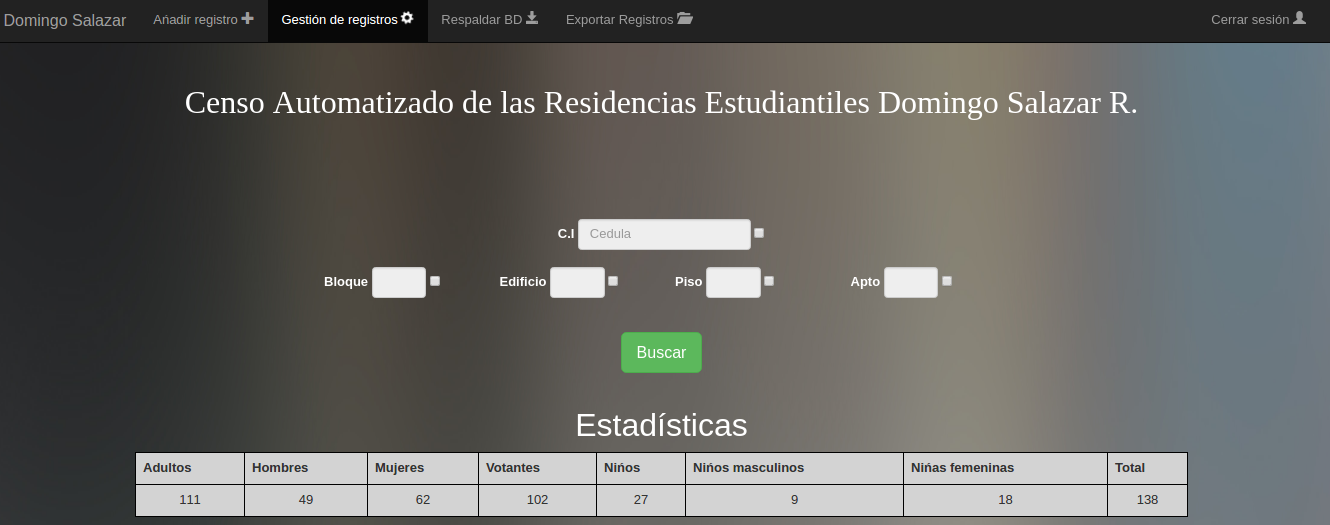 Domingo Salazar Añadir registro Gestión de registros Respaldar BD Exportar Registros Cerrar sesión
Censo Automatizado de las Residencias Estudiantiles Domingo Salazar R.
C.I Cedula
Bloque Edificio Piso Apto
Buscar
Estadísticas
Adultos Hombres Mujeres Votantes Niños Niños masculinos Niñas femeninas Total
111 49 62 102 27 9 18 138